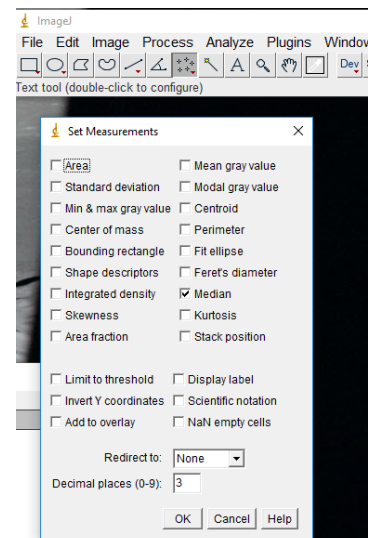 ImageJ
File Edit Image Process Analyze Plugins Window
A Dev
Text tool (double-click to configure)
Set Measurements
Area Mean gray value
Standard deviation Modal gray value
Min & max gray value Centroid
Center of mass Perimeter
Bounding rectangle Fit ellipse
Shape descriptors Feret's diameter
Integrated density Median
Skewness Kurtosis
Area fraction Stack position
Limit to threshold Display label
Invert Y coordinates Scientific notation
Add to overlay NaN empty cells
Redirect to: None
Decimal places (0-9): 3
OK Cancel Help